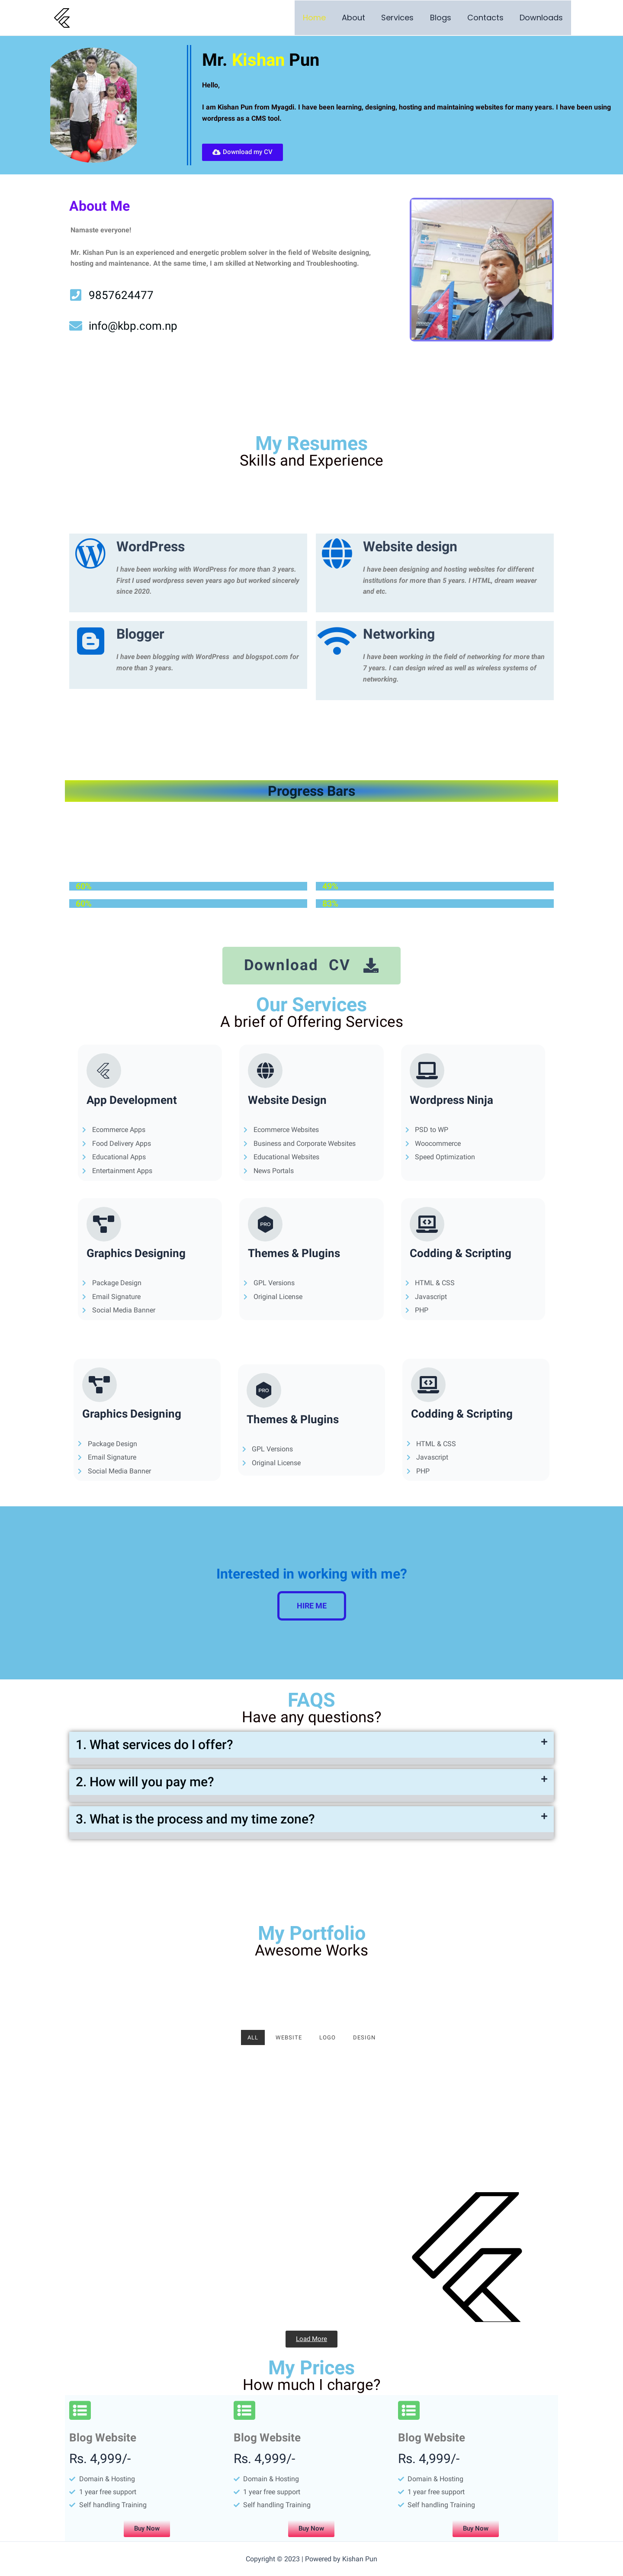 Home About Services Blogs Contacts Downloads
Mr. Kishan Pun
Hello,
I am Kishan Pun from Myagdi. I have been learning, designing, hosting and maintaining websites for many years. I have been using
wordpress as a CMS tool.
Download my CV
About Me
Namaste everyone!
Mr. Kishan Pun is an experienced and energetic problem solver in the field of Website designing,
hosting and maintenance. At the same time, I am skilled at Networking and Troubleshooting.
9857624477
info@kbp.com.np
My Resumes
Skills and Experience
WordPress
I have been working with WordPress for more than 3 years.
First I used wordpress seven years ago but worked sincerely
since 2020.
Website design
I have been designing and hosting websites for different
institutions for more than 5 years. I HTML, dream weaver
and etc.
Blogger
I have been blogging with WordPress and blogspot.com for
more than 3 years.
Networking
I have been working in the field of networking for more than
7 years. I can design wired as well as wireless systems of
networking.
Progress Bars
60% 49%
60% 83%
Download CV
Our Services
A brief of Offering Services
App Development
Ecommerce Apps
Food Delivery Apps
Educational Apps
Entertainment Apps
Website Design
Ecommerce Websites
Business and Corporate Websites
Educational Websites
News Portals
Wordpress Ninja
PSD to WP
Woocommerce
Speed Optimization
Graphics Designing
Package Design
Email Signature
Social Media Banner
PRO
Themes & Plugins
GPL Versions
Original License
Codding & Scripting
HTML & CSS
Javascript
PHP
Graphics Designing
Package Design
Email Signature
Social Media Banner
PRO
Themes & Plugins
GPL Versions
Original License
Codding & Scripting
HTML & CSS
Javascript
PHP
Interested in working with me?
HIRE ME
FAQS
Have any questions?
1. What services do I offer?
2. How will you pay me?
3. What is the process and my time zone?
My Portfolio
Awesome Works
ALL WEBSITE LOGO DESIGN
Load More
My Prices
How much I charge?
Blog Website
Rs. 4,999/-
Domain & Hosting
1 year free support
Self handling Training
Buy Now
Blog Website
Rs. 4,999/-
Domain & Hosting
1 year free support
Self handling Training
Buy Now
Blog Website
Rs. 4,999/-
Domain & Hosting
1 year free support
Self handling Training
Buy Now
Copyright © 2023 | Powered by Kishan Pun